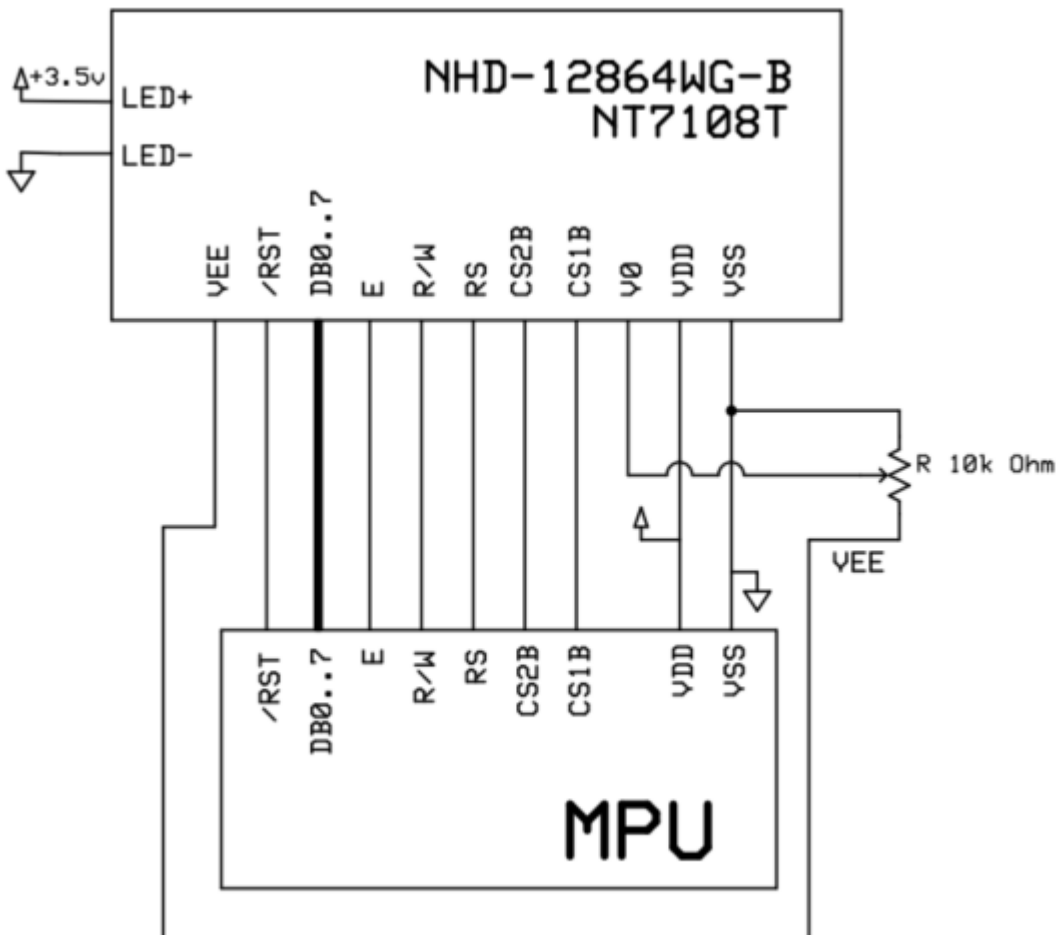 NHD-12864WG-B
NT7108T
+3.5v
LED+
LED-
VEE
/RST
DB0..7
E
R/W
RS
CS2B
CS1B
V0
VDD
VSS
R 10k Ohm
VEE
/RST
DB0..7
E
R/W
RS
CS2B
CS1B
VDD
VSS
MPU